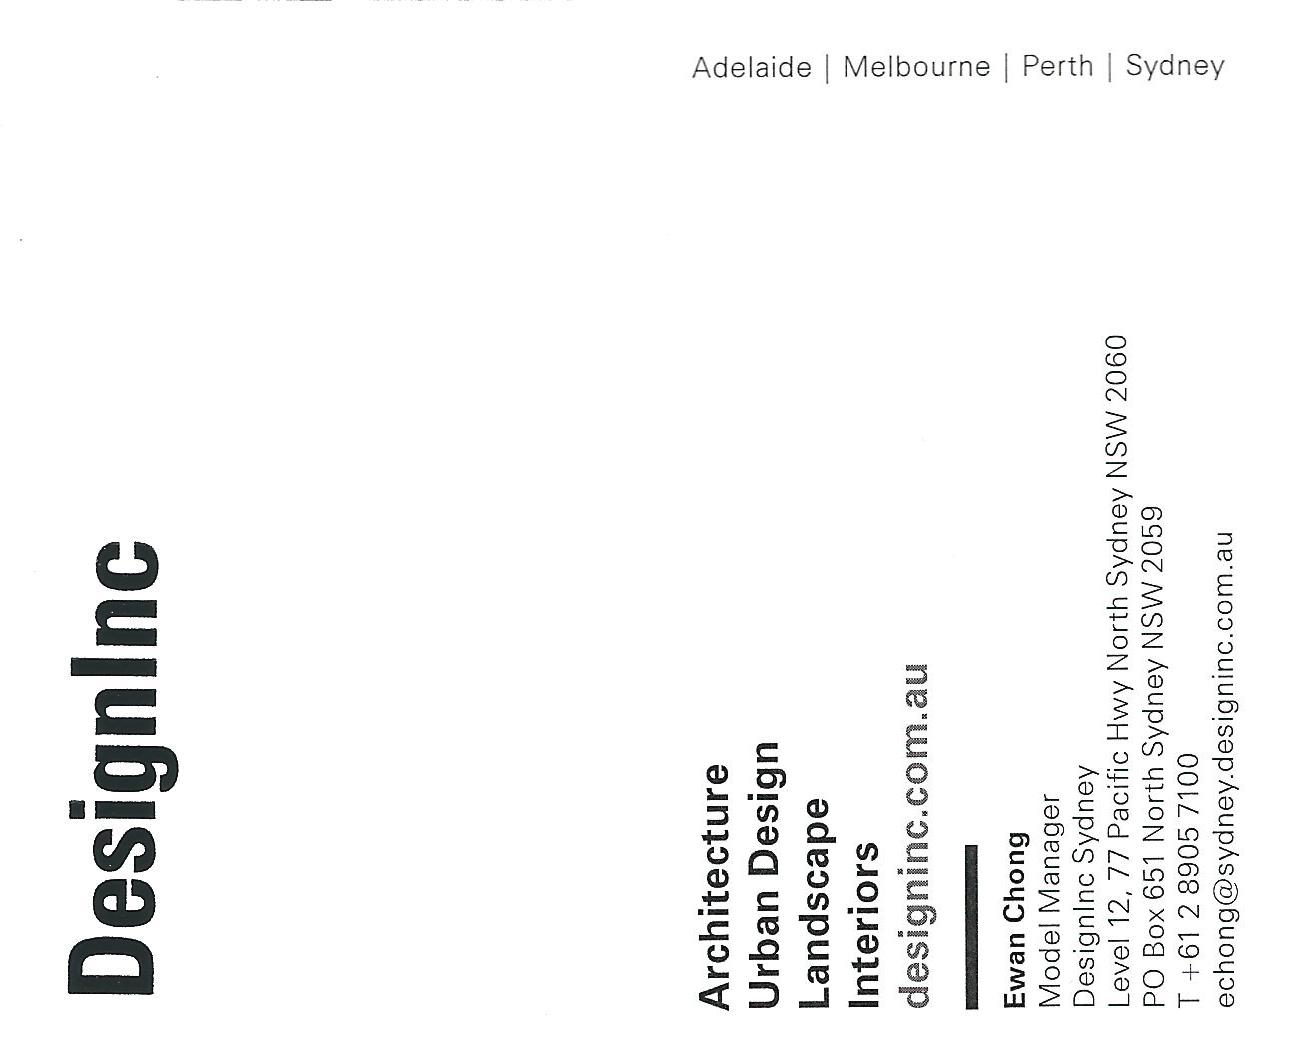 DesignInc
Architecture
Urban Design
Landscape
Interiors
designinc.com.au
Ewan Chong
Model Manager
DesignInc Sydney
Level 12, 77 Pacific Hwy North Sydney NSW 2060
PO Box 651 North Sydney NSW 2059
T +61 2 8905 7100
echong@sydney.designinc.com.au
Adelaide | Melbourne | Perth | Sydney